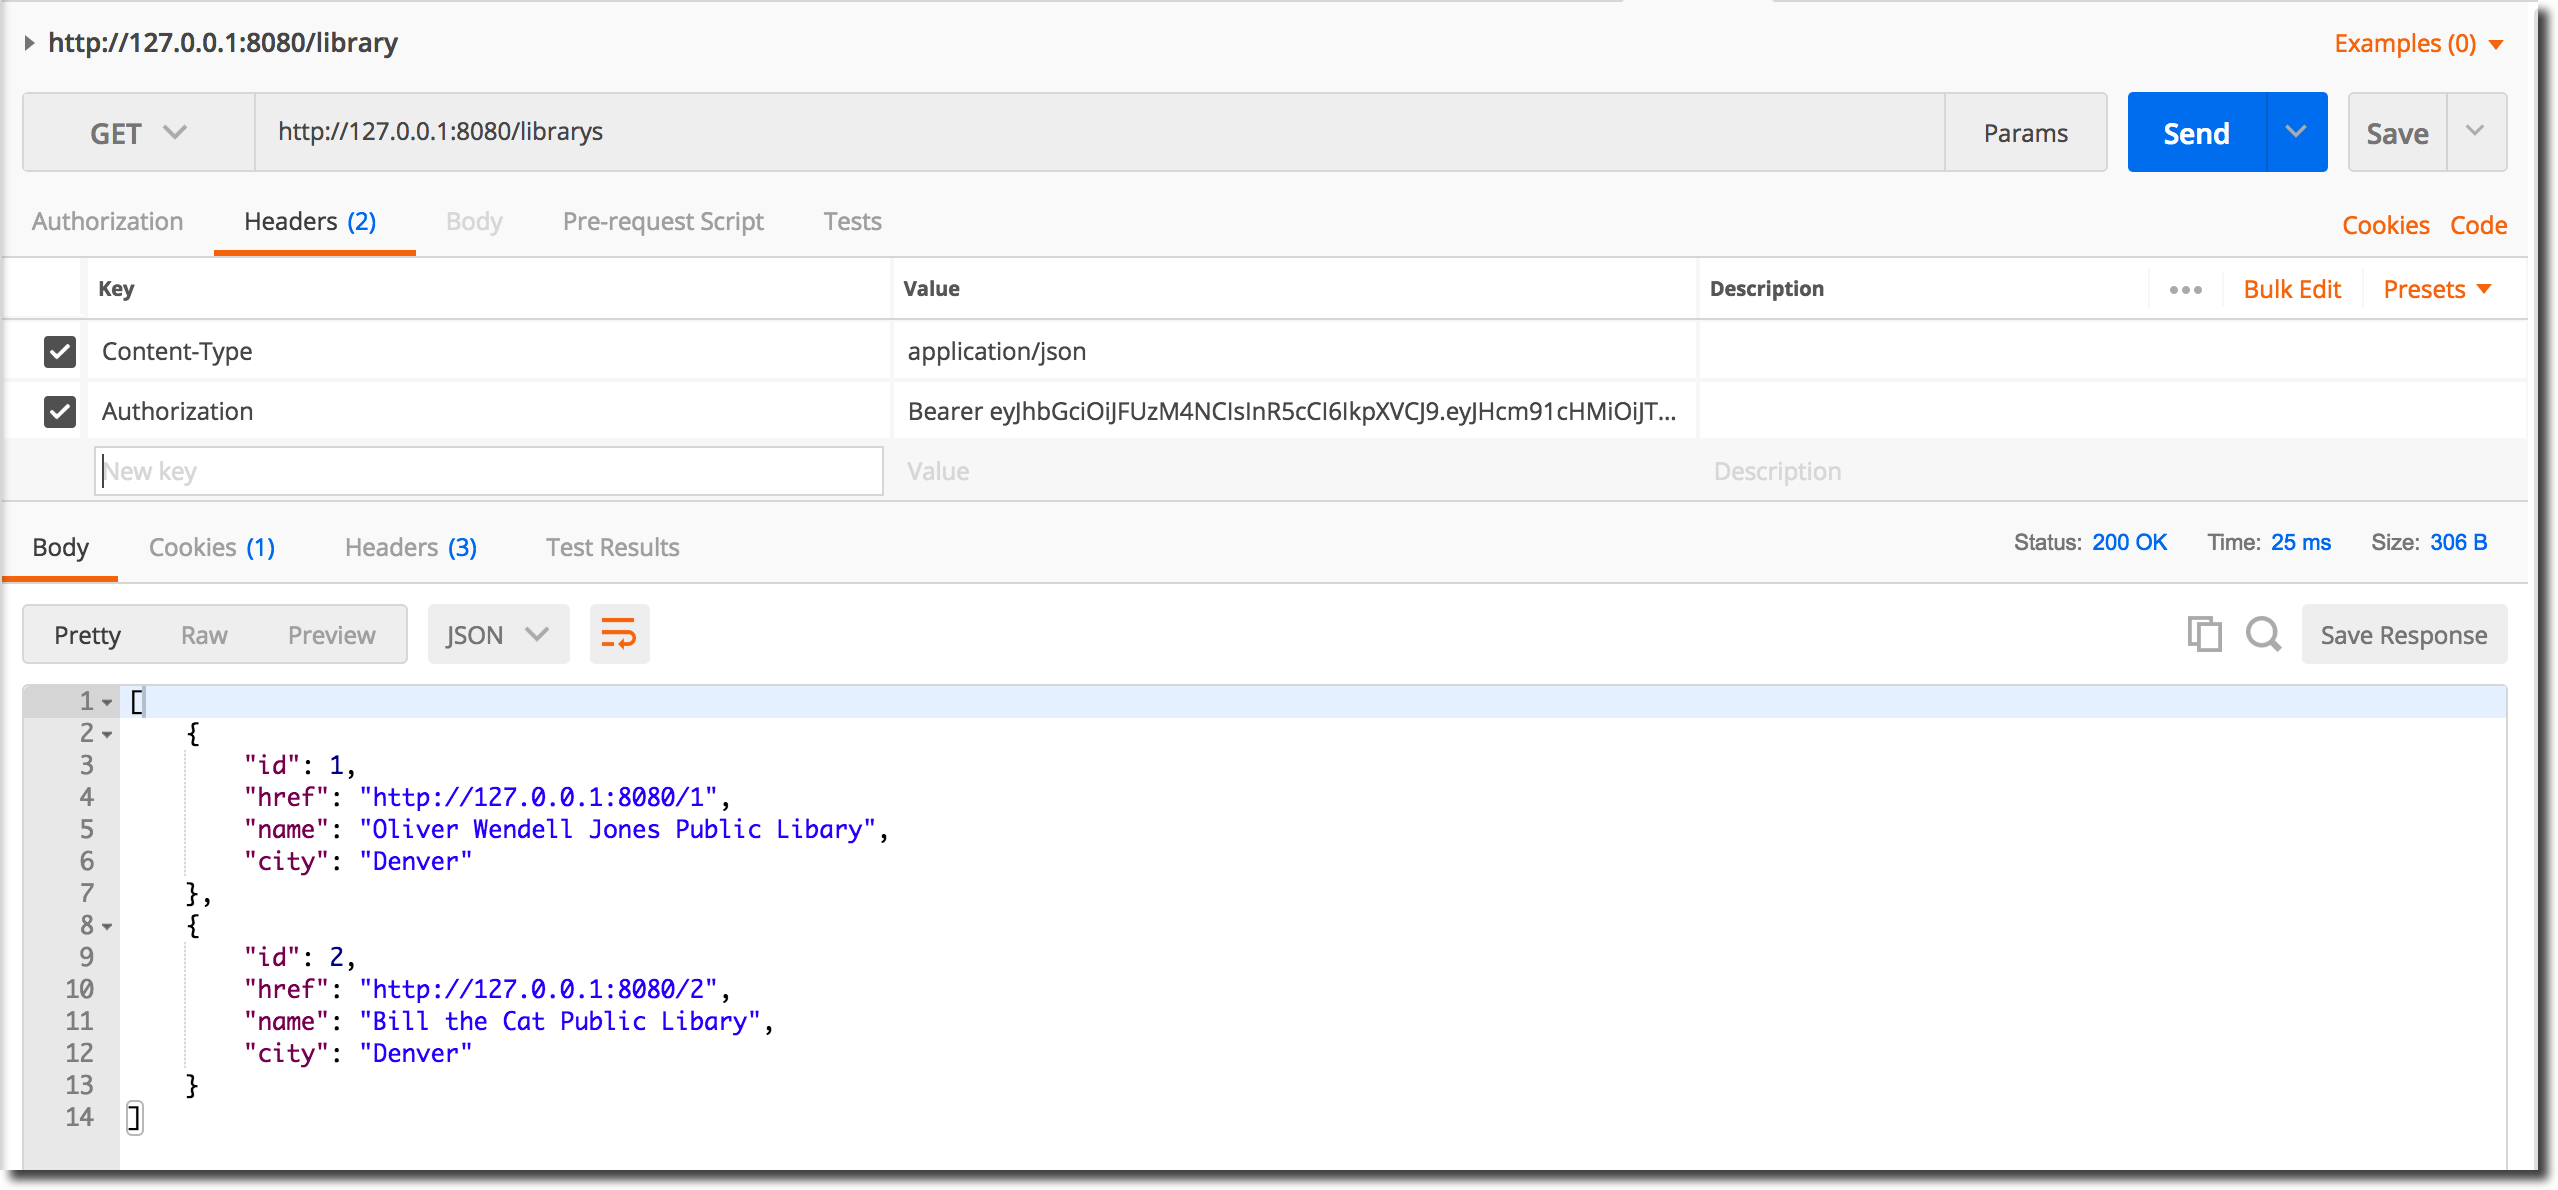 http://127.0.0.1:8080/library Examples (0)
GET http://127.0.0.1:8080/librarys Params Send Save
Authorization Headers (2) Body Pre-request Script Tests Cookies Code
Key Value Description ••• Bulk Edit Presets
Content-Type application/json
Authorization Bearer eyJhbGciOiJFUzM4NCIsInR5cCI6IkpXVCJ9.eyJHcm91cHMiOiJT...
New key Value Description
Body Cookies (1) Headers (3) Test Results Status: 200 OK Time: 25 ms Size: 306 B
Pretty Raw Preview JSON Save Response
1 [
2 {
3 "id": 1,
4 "href": "http://127.0.0.1:8080/1",
5 "name": "Oliver Wendell Jones Public Libary",
6 "city": "Denver"
7 },
8 {
9 "id": 2,
10 "href": "http://127.0.0.1:8080/2",
11 "name": "Bill the Cat Public Libary",
12 "city": "Denver"
13 }
14 ]